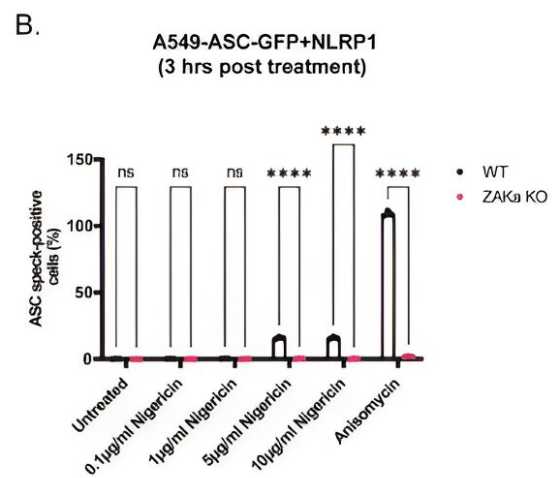 B.
A549-ASC-GFP+NLRP1
(3 hrs post treatment)
ASC speck-positive
cells (%)
150
100
50
0
ns
ns
ns
****
****
****
WT
ZAKα KO
Untreated
0.1µg/ml Nigericin
1µg/ml Nigericin
5µg/ml Nigericin
10µg/ml Nigericin
Anisomycin